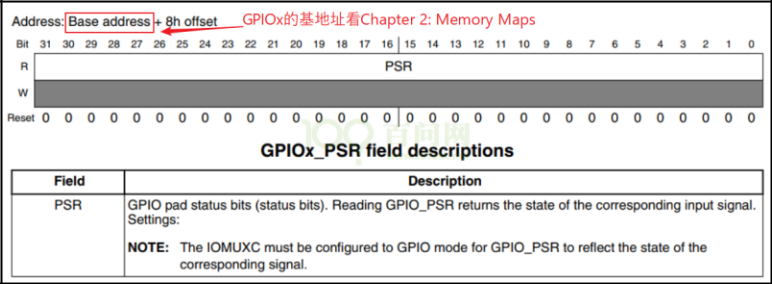 Address: Base address + 8h offset
GPIOx的基地址看Chapter 2: Memory Maps
Bit 31 30 29 28 27 26 25 24 23 22 21 20 19 18 17 16 15 14 13 12 11 10 9 8 7 6 5 4 3 2 1 0
R PSR
W
Reset 0 0 0 0 0 0 0 0 0 0 0 0 0 0 0 0 0 0 0 0 0 0 0 0 0 0 0 0 0 0 0 0
100 百问网
GPIOx_PSR field descriptions
Field Description
PSR GPIO pad status bits (status bits). Reading GPIO_PSR returns the state of the corresponding input signal.
Settings:
NOTE: The IOMUXC must be configured to GPIO mode for GPIO_PSR to reflect the state of the
corresponding signal.